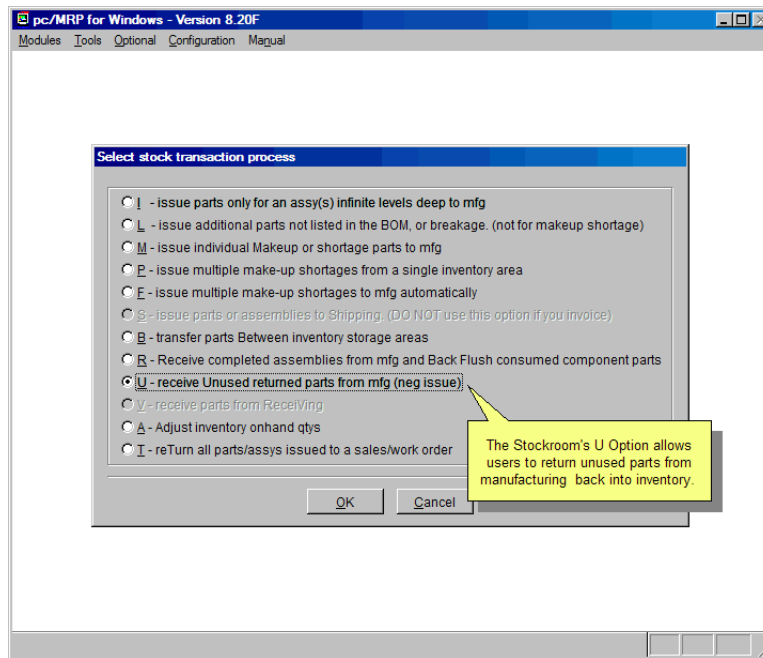 pc/MRP for Windows - Version 8.20F
Modules Tools Optional Configuration Manual
Select stock transaction process
I - issue parts only for an assy(s) infinite levels deep to mfg
L - issue additional parts not listed in the BOM, or breakage. (not for makeup shortage)
M - issue individual Makeup or shortage parts to mfg
P - issue multiple make-up shortages from a single inventory area
F - issue multiple make-up shortages to mfg automatically
S - issue parts or assemblies to Shipping. (DO NOT use this option if you invoice)
B - transfer parts Between inventory storage areas
R - Receive completed assemblies from mfg and Back Flush consumed component parts
U - receive Unused returned parts from mfg (neg issue)
V - receive parts from ReceiVing
A - Adjust inventory onhand qtys
T - reTurn all parts/assys issued to a sales/work order
The Stockroom's U Option allows
users to return unused parts from
manufacturing back into inventory.
OK Cancel